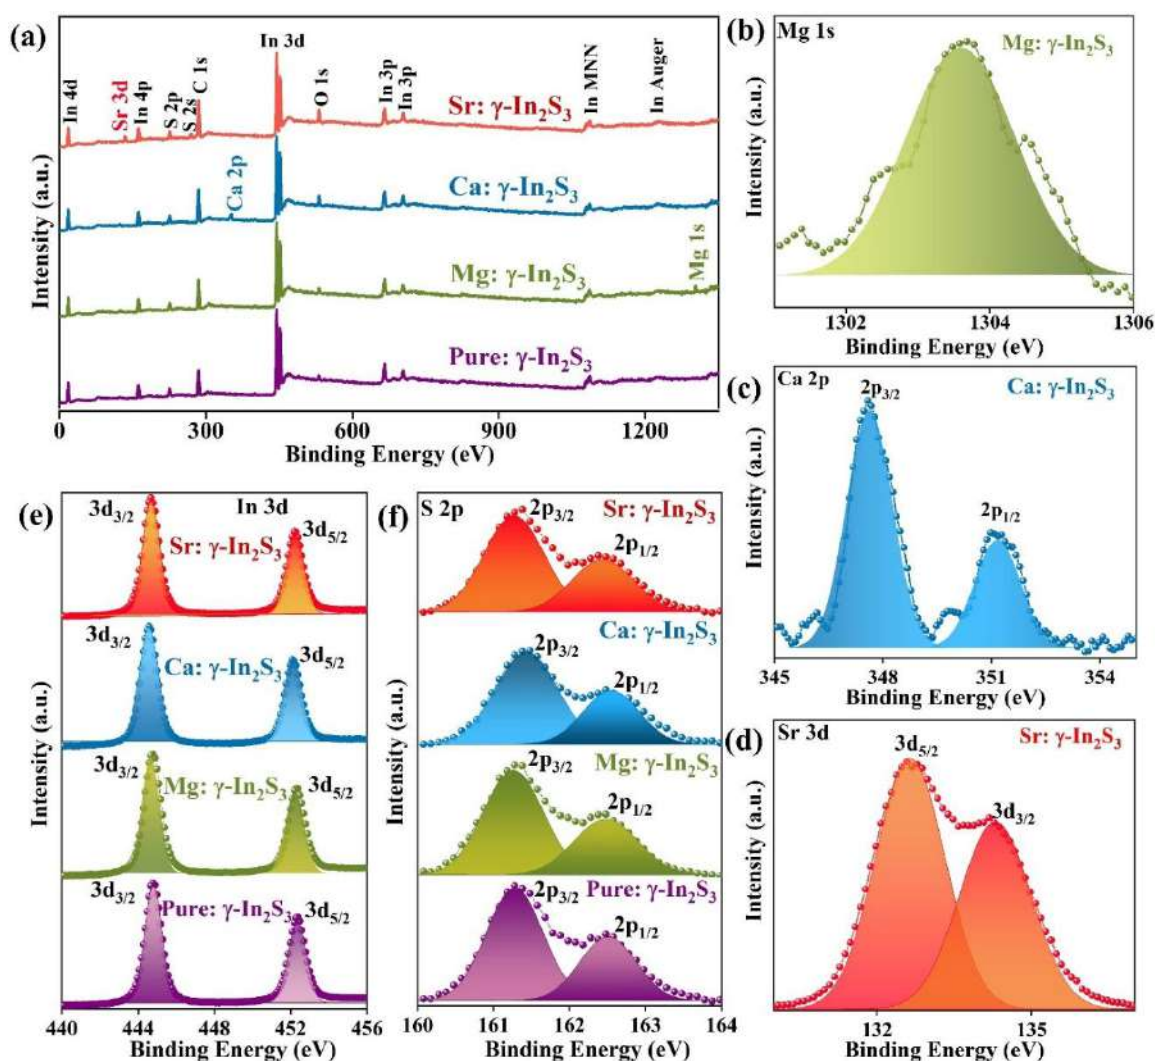 (a)
In 4d
Sr 3d
In 4p
S 2p
S 2s
C 1s
In 3d
O 1s
In 3p
In 3p
In MNN
In Auger
Sr: γ-In₂S₃
Ca 2p
Ca: γ-In₂S₃
Mg 1s
Mg: γ-In₂S₃
Pure: γ-In₂S₃
Intensity (a.u.)
0 300 600 900 1200
Binding Energy (eV)
(b)
Mg 1s
Mg: γ-In₂S₃
Intensity (a.u.)
1302 1304 1306
Binding Energy (eV)
(c)
Ca 2p
2p₃/₂
Ca: γ-In₂S₃
2p₁/₂
Intensity (a.u.)
345 348 351 354
Binding Energy (eV)
(d)
Sr 3d
3d₅/₂
Sr: γ-In₂S₃
3d₃/₂
Intensity (a.u.)
132 135
Binding Energy (eV)
(e)
In 3d
3d₃/₂
3d₅/₂
Sr: γ-In₂S₃
3d₃/₂
Ca: γ-In₂S₃
3d₅/₂
3d₃/₂
Mg: γ-In₂S₃
3d₅/₂
3d₃/₂
Pure: γ-In₂S₃
3d₅/₂
Intensity (a.u.)
440 444 448 452 456
Binding Energy (eV)
(f)
S 2p
2p₃/₂
Sr: γ-In₂S₃
2p₁/₂
Ca: γ-In₂S₃
2p₃/₂
2p₁/₂
Mg: γ-In₂S₃
2p₃/₂
2p₁/₂
Pure: γ-In₂S₃
2p₃/₂
2p₁/₂
Intensity (a.u.)
160 161 162 163 164
Binding Energy (eV)